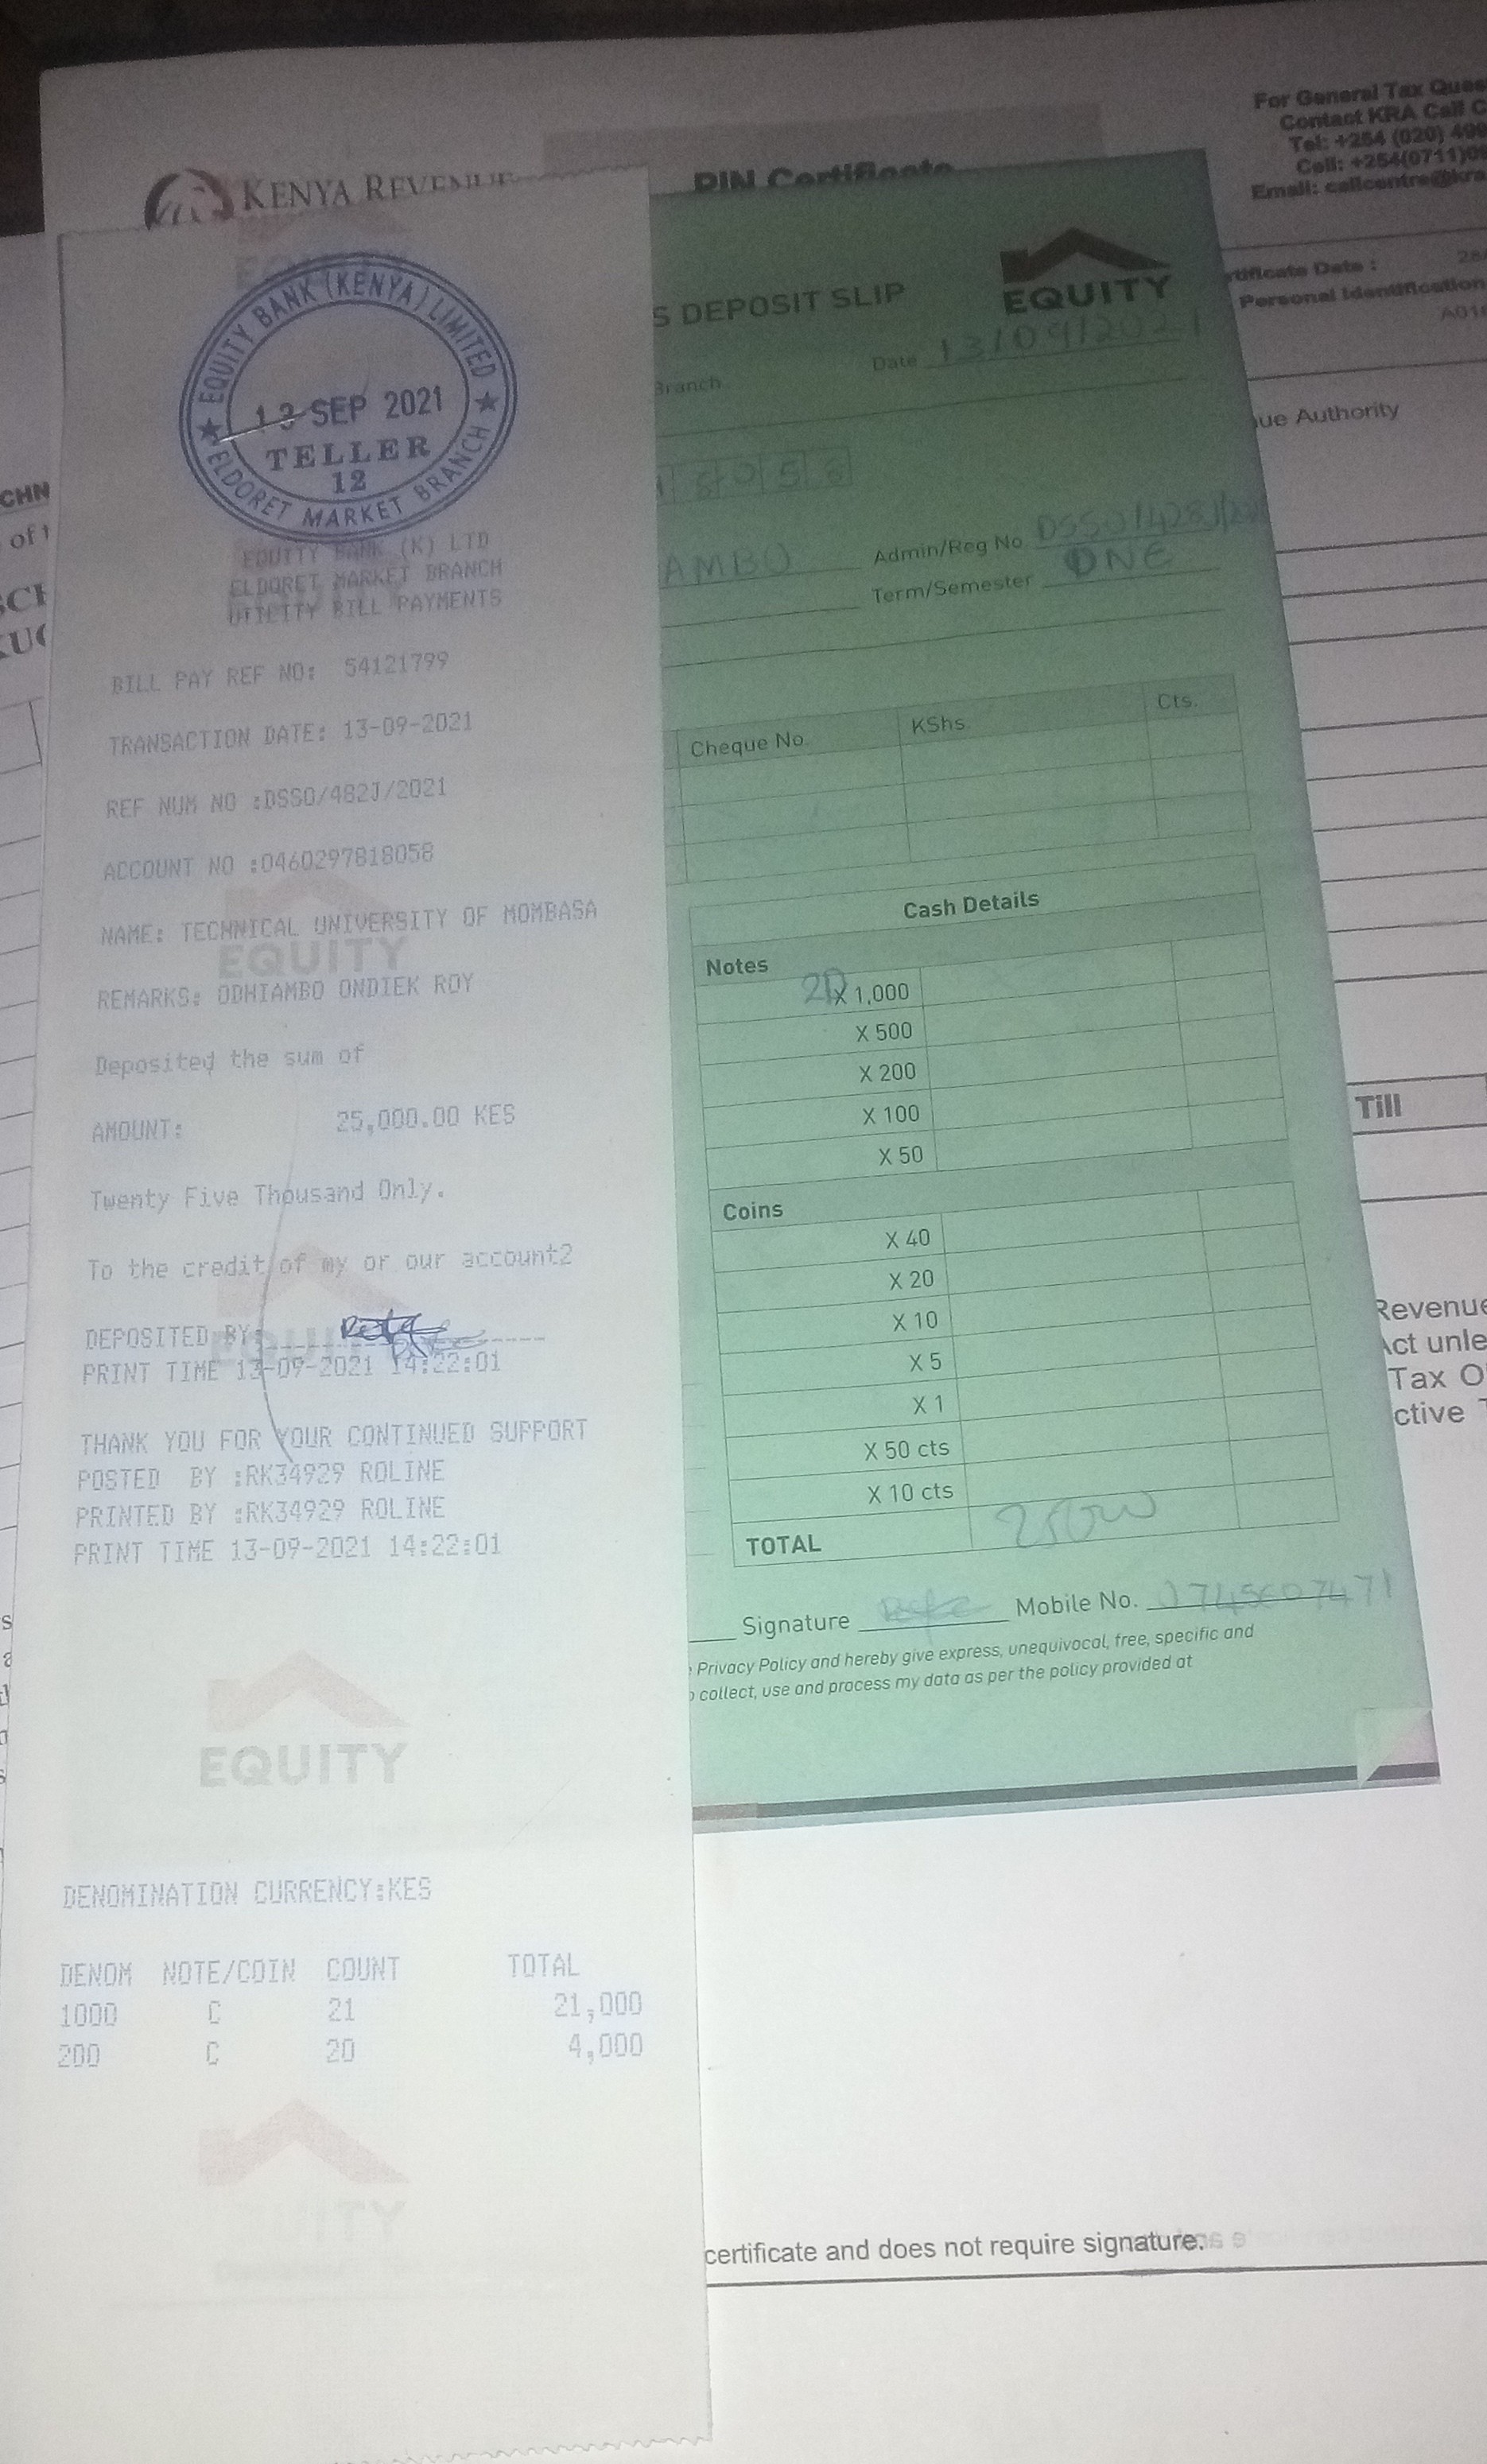 KENYA REVENUE
PIN Certificate
For General Tax Ques
Contact KRA Call C
Tel: +254 (020) 499
Cell: +254(0711)09
Email: callcentre@kra
rtificate Date :
Personal Identification
A01
ue Authority
Till
Revenue
Act unle
Tax O
ctive T
certificate and does not require signature.
CHN
of t
EQUITY BANK (KENYA) LIMITED
13 SEP 2021
TELLER
12
ELDORET MARKET BRANCH
EQUITY BANK (K) LTD
ELDORET MARKET BRANCH
UTILITY BILL PAYMENTS
BILL PAY REF NO: 54121799
TRANSACTION DATE: 13-09-2021
REF NUM NO :DSSO/482J/2021
ACCOUNT NO :0460297818058
NAME: TECHNICAL UNIVERSITY OF MOMBASA
EQUITY
REMARKS: ODHIAMBO ONDIEK ROY
Deposited the sum of
AMOUNT: 25,000.00 KES
Twenty Five Thousand Only.
To the credit of my or our account2
DEPOSITED BY:
PRINT TIME 13-09-2021 14:22:01
THANK YOU FOR YOUR CONTINUED SUPPORT
POSTED BY :RK34929 ROLINE
PRINTED BY :RK34929 ROLINE
PRINT TIME 13-09-2021 14:22:01
EQUITY
DENOMINATION CURRENCY:KES
DENOM NOTE/COIN COUNT TOTAL
1000 C 21 21,000
200 C 20 4,000
EQUITY
S DEPOSIT SLIP
EQUITY
Branch
Date 13/09/2021
8058
AMBO
Admin/Reg No
Term/Semester ONE
Cheque No. KShs. Cts.
Cash Details
Notes
X 1,000
X 500
X 200
X 100
X 50
Coins
X 40
X 20
X 10
X 5
X 1
X 50 cts
X 10 cts
TOTAL
Signature
Mobile No. 0745607471
Privacy Policy and hereby give express, unequivocal, free, specific and
collect, use and process my data as per the policy provided at